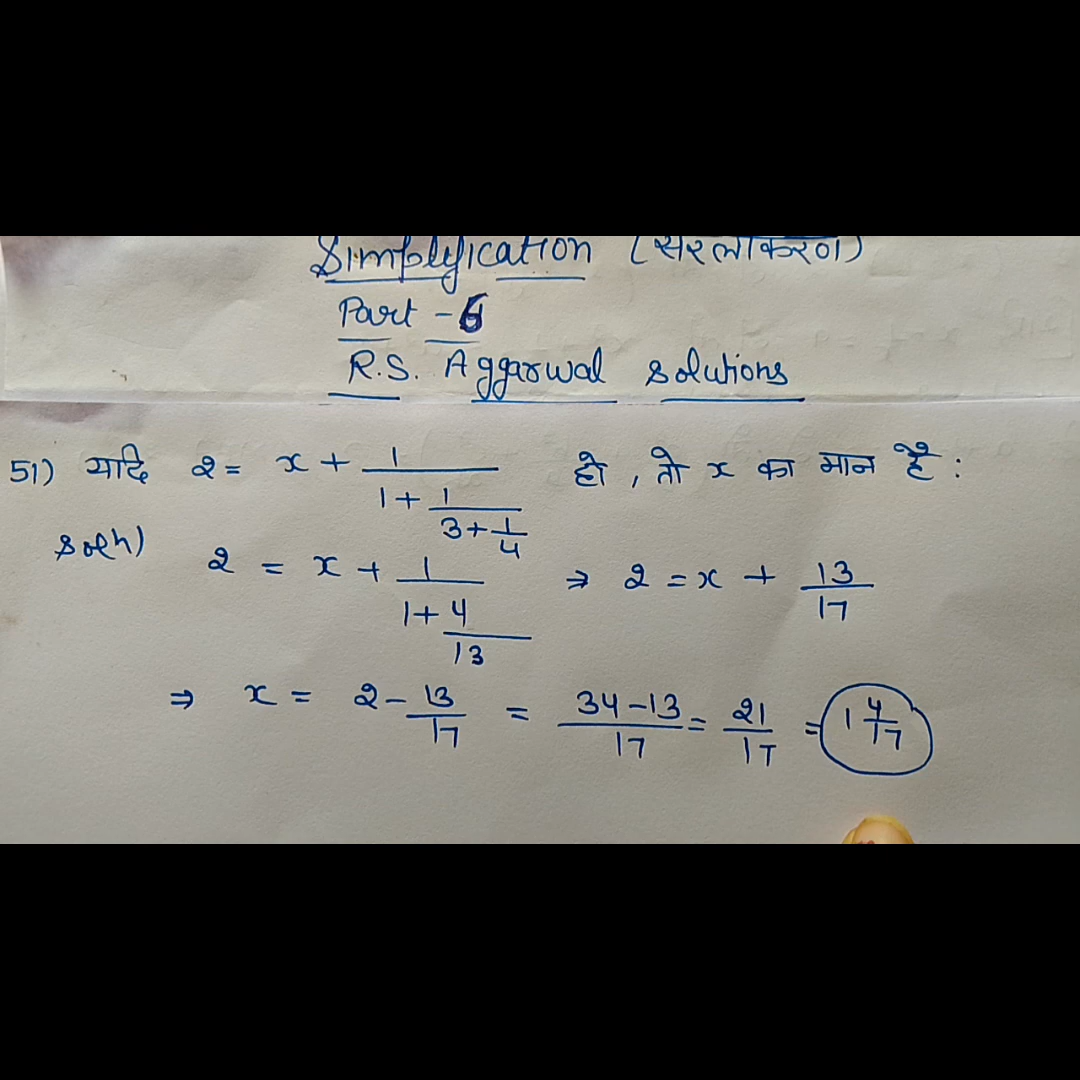 Simplification (सरलीकरण)
Part - 6
R.S. Aggarwal solutions
51) यदि 2 = x + 1/(1 + 1/(3 + 1/4)) हो, तो x का मान है :
Soln) 2 = x + 1/(1 + 4/13) ⇒ 2 = x + 13/17
⇒ x = 2 - 13/17 = (34-13)/17 = 21/17 = 1 4/17